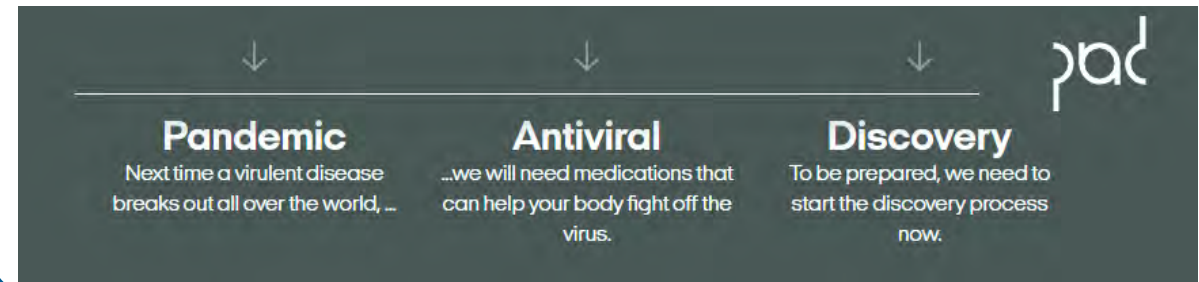 pad
Pandemic
Next time a virulent disease
breaks out all over the world, ...
Antiviral
...we will need medications that
can help your body fight off the
virus.
Discovery
To be prepared, we need to
start the discovery process
now.